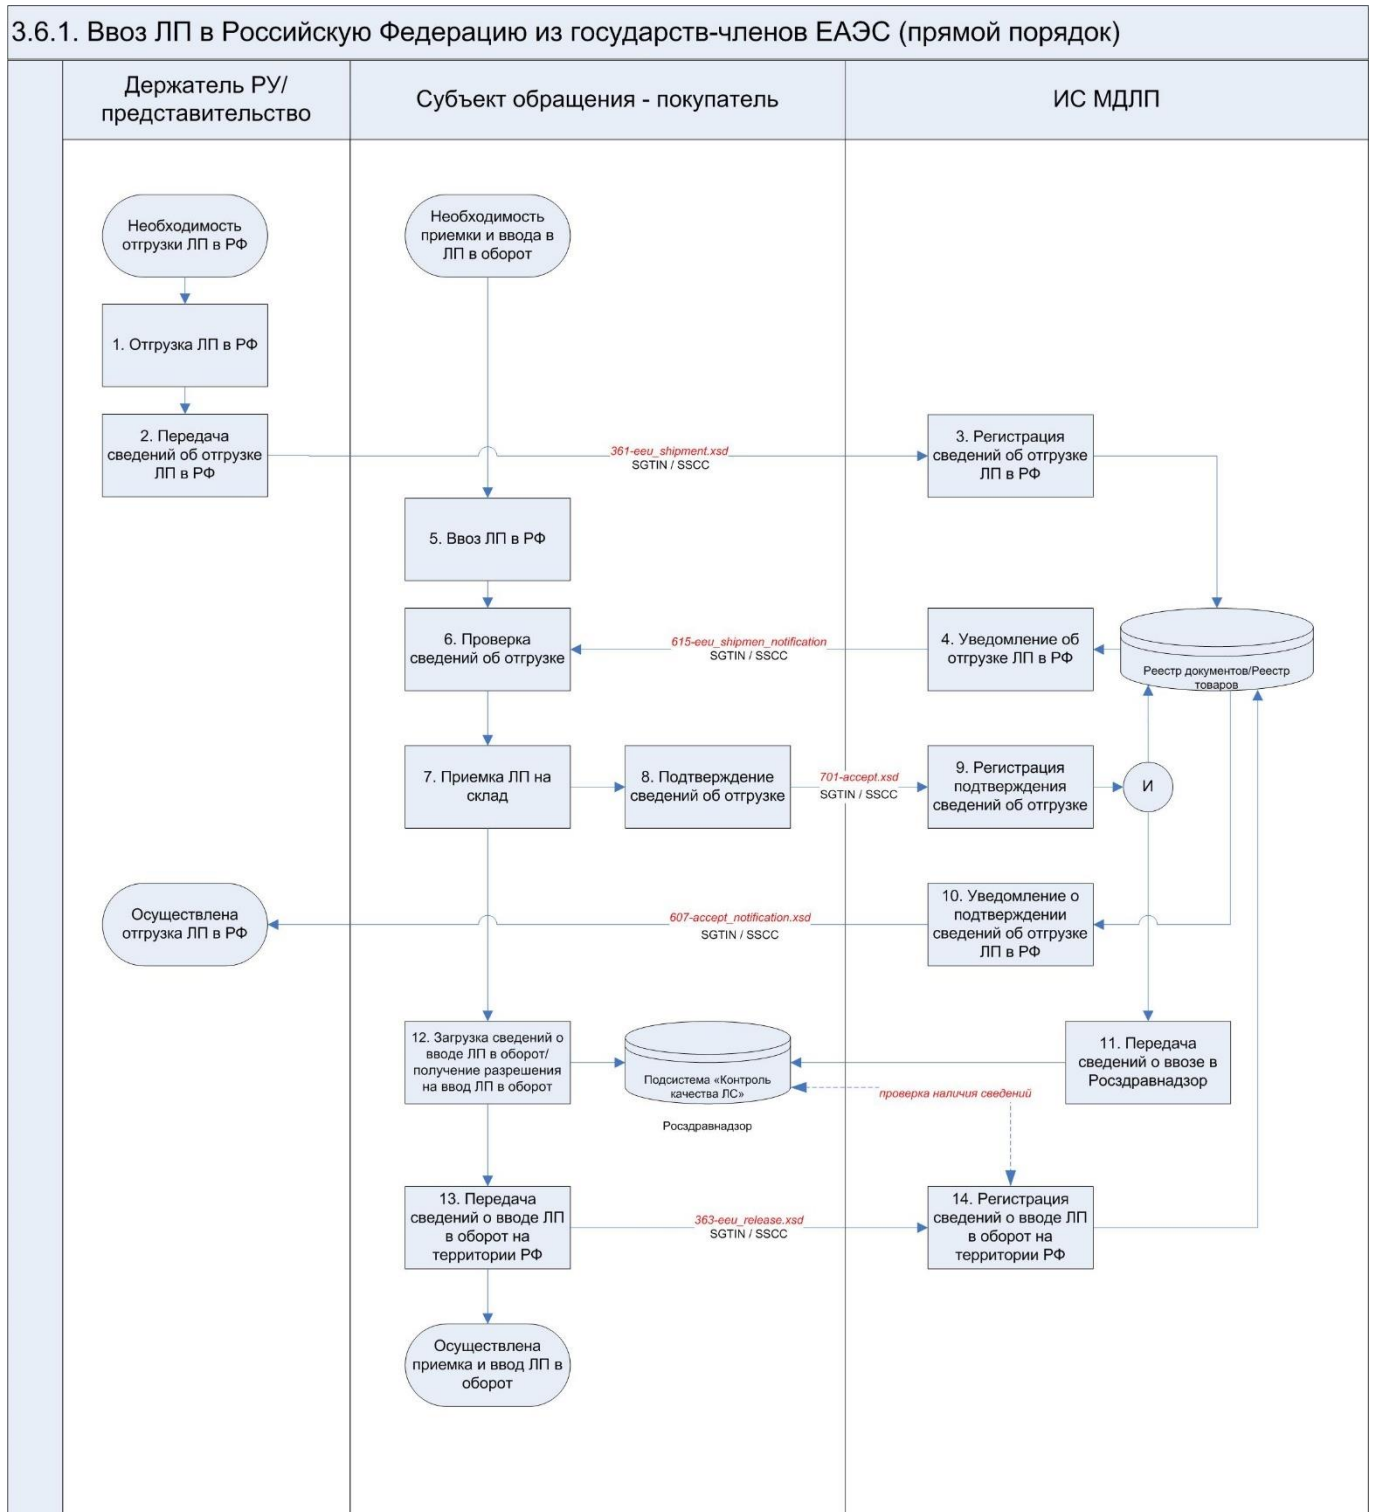 3.6.1. Ввоз ЛП в Российскую Федерацию из государств-членов ЕАЭС (прямой порядок)
Держатель РУ/
представительство
Субъект обращения - покупатель
ИС МДЛП
Необходимость
отгрузки ЛП в РФ
Необходимость
приемки и ввода в
ЛП в оборот
1. Отгрузка ЛП в РФ
2. Передача
сведений об отгрузке
ЛП в РФ
361-eeu_shipment.xsd
SGTIN / SSCC
3. Регистрация
сведений об отгрузке
ЛП в РФ
5. Ввоз ЛП в РФ
6. Проверка
сведений об отгрузке
615-eeu_shipmen_notification
SGTIN / SSCC
4. Уведомление об
отгрузке ЛП в РФ
Реестр документов/Реестр
товаров
7. Приемка ЛП на
склад
8. Подтверждение
сведений об отгрузке
701-accept.xsd
SGTIN / SSCC
9. Регистрация
подтверждения
сведений об отгрузке
И
Осуществлена
отгрузка ЛП в РФ
607-accept_notification.xsd
SGTIN / SSCC
10. Уведомление о
подтверждении
сведений об отгрузке
ЛП в РФ
12. Загрузка сведений о
вводе ЛП в оборот/
получение разрешения
на ввод ЛП в оборот
Подсистема «Контроль
качества ЛС»
Росздравнадзор
11. Передача
сведений о ввозе в
Росздравнадзор
проверка наличия сведений
13. Передача
сведений о вводе ЛП
в оборот на
территории РФ
363-eeu_release.xsd
SGTIN / SSCC
14. Регистрация
сведений о вводе ЛП
в оборот на
территории РФ
Осуществлена
приемка и ввод ЛП в
оборот